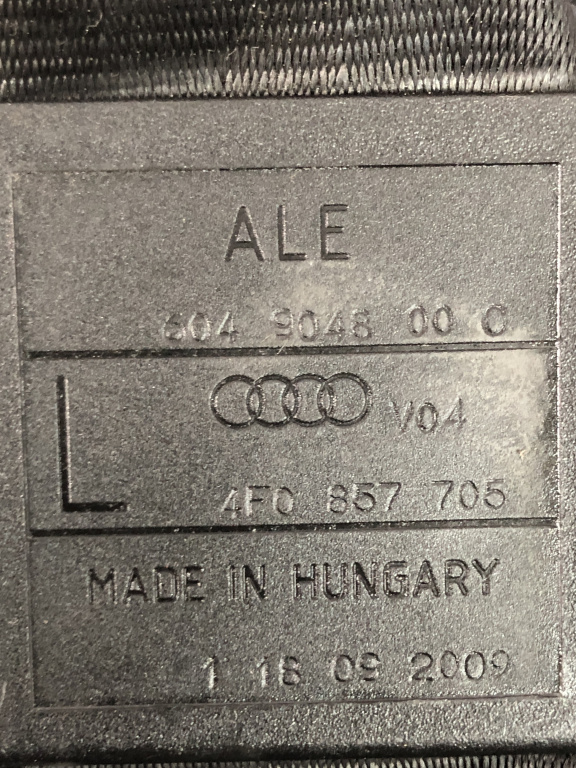 ALE
604 9048 00 C
L V04
4F0 857 705
MADE IN HUNGARY
1 18 09 2009